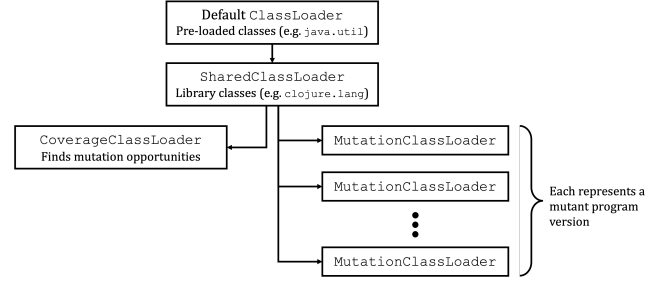 Default ClassLoader
Pre-loaded classes (e.g. java.util)
SharedClassLoader
Library classes (e.g. clojure.lang)
CoverageClassLoader
Finds mutation opportunities
MutationClassLoader
MutationClassLoader
MutationClassLoader
Each represents a
mutant program
version